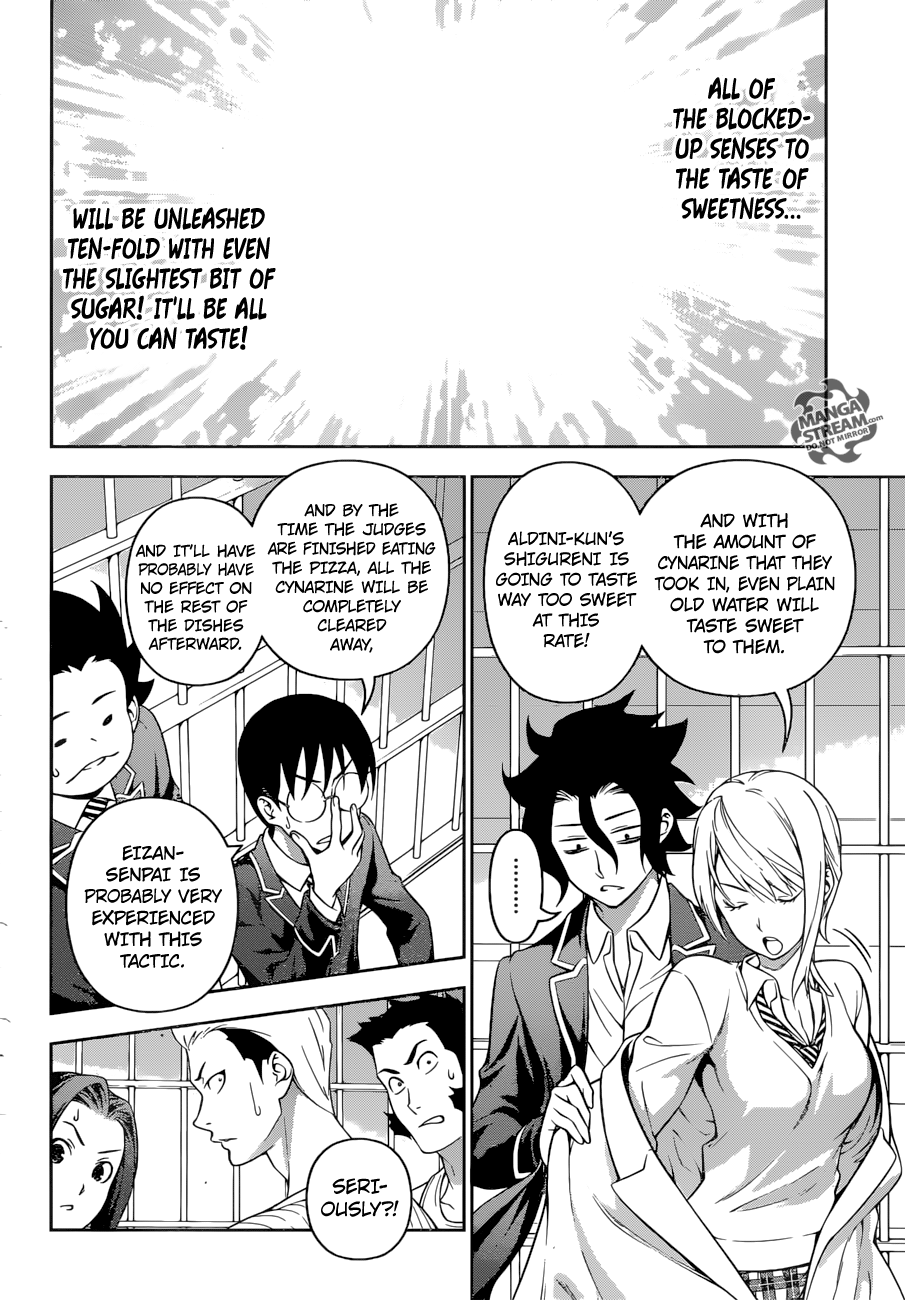 ALL OF
THE BLOCKED-
UP SENSES TO
THE TASTE OF
SWEETNESS...
WILL BE UNLEASHED
TEN-FOLD WITH EVEN
THE SLIGHTEST BIT OF
SUGAR! IT'LL BE ALL
YOU CAN TASTE!
MANGA
STREAM.com
DO NOT MIRROR
AND WITH
THE AMOUNT OF
CYNARINE THAT THEY
TOOK IN, EVEN PLAIN
OLD WATER WILL
TASTE SWEET
TO THEM.
ALDINI-KUN'S
SHIGURENI IS
GOING TO TASTE
WAY TOO SWEET
AT THIS
RATE!
.........
AND BY THE
TIME THE JUDGES
ARE FINISHED EATING
THE PIZZA, ALL THE
CYNARINE WILL BE
COMPLETELY
CLEARED
AWAY,
AND IT'LL HAVE
PROBABLY HAVE
NO EFFECT ON
THE REST OF
THE DISHES
AFTERWARD.
EIZAN-
SENPAI IS
PROBABLY VERY
EXPERIENCED
WITH THIS
TACTIC.
SERI-
OUSLY?!